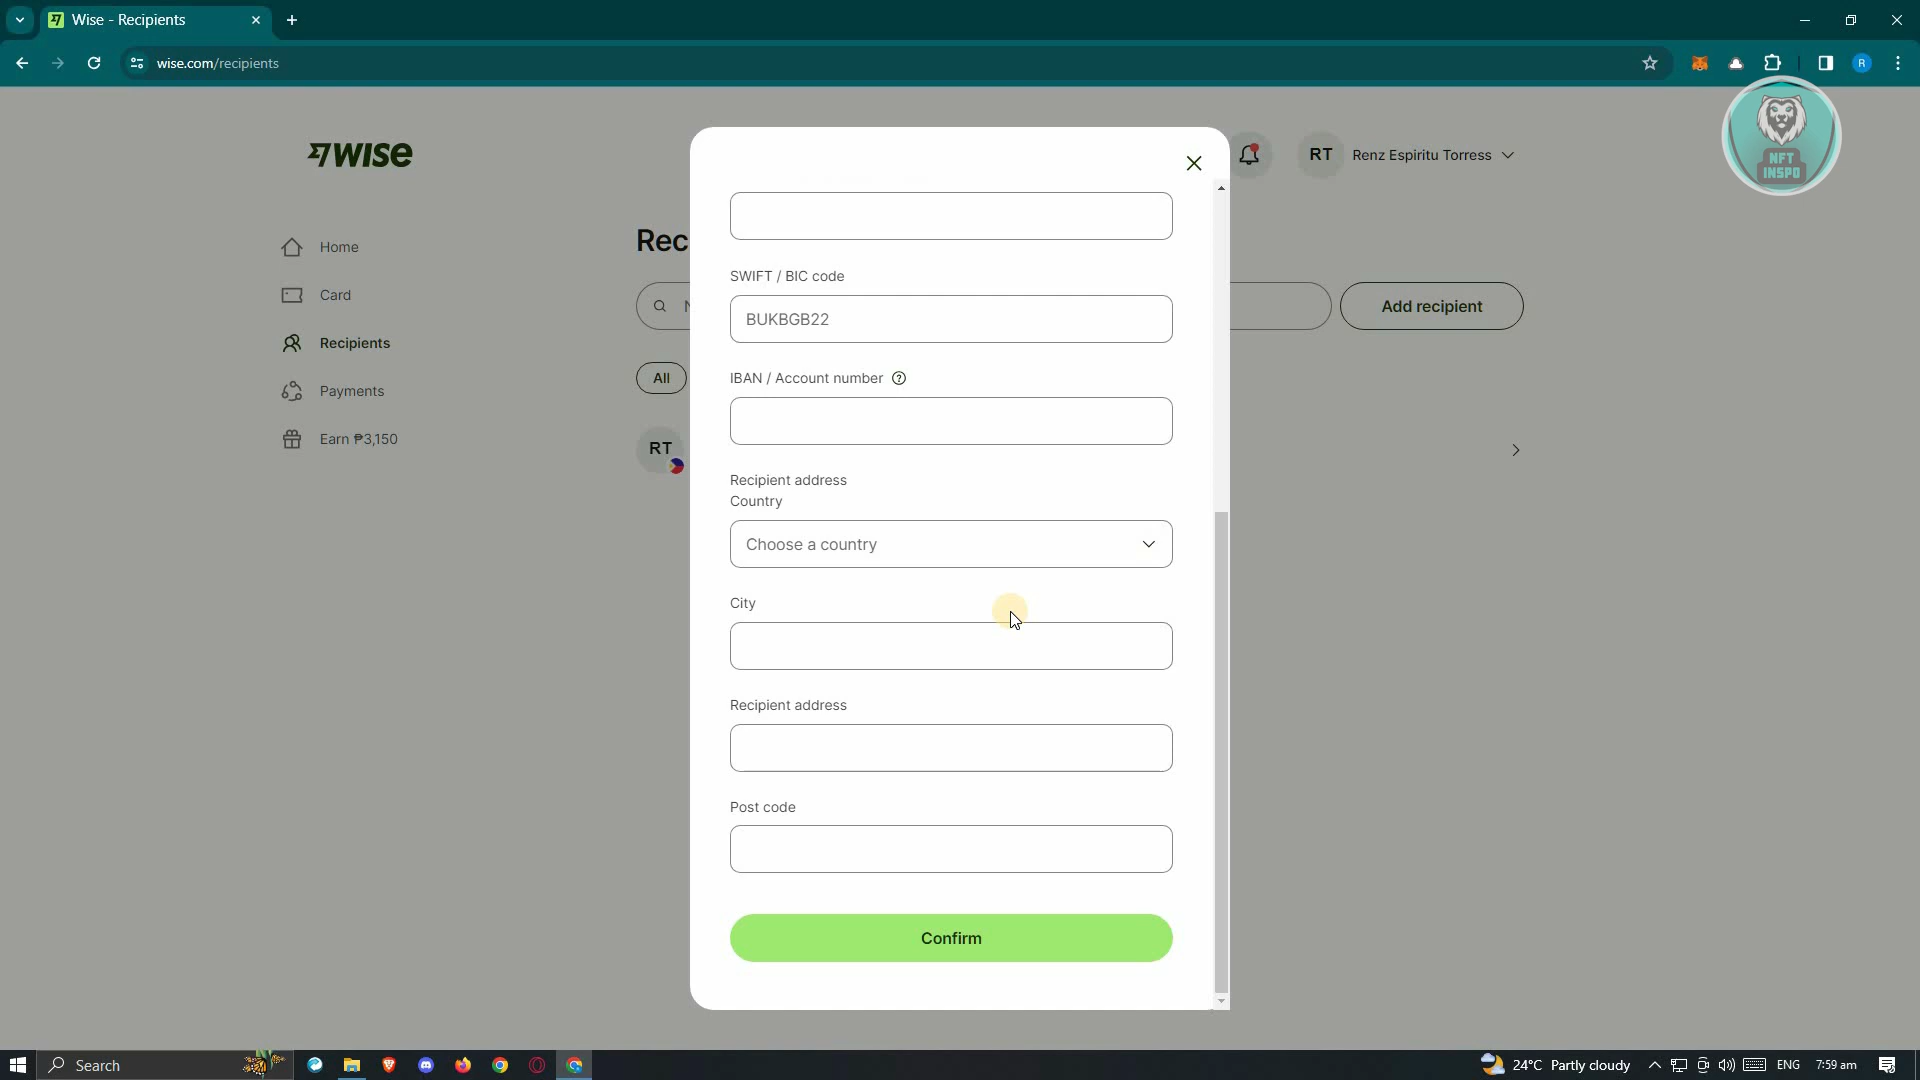 Wise - Recipients
wise.com/recipients
R
NFT
INSPO
WISE
RT
Renz Espiritu Torress
Home
Card
Recipients
Payments
Earn ₱3,150
Rec
N
Add recipient
All
RT
SWIFT / BIC code
BUKBGB22
IBAN / Account number
Recipient address
Country
Choose a country
City
Recipient address
Post code
Confirm
Search
24°C Partly cloudy
ENG
7:59 am